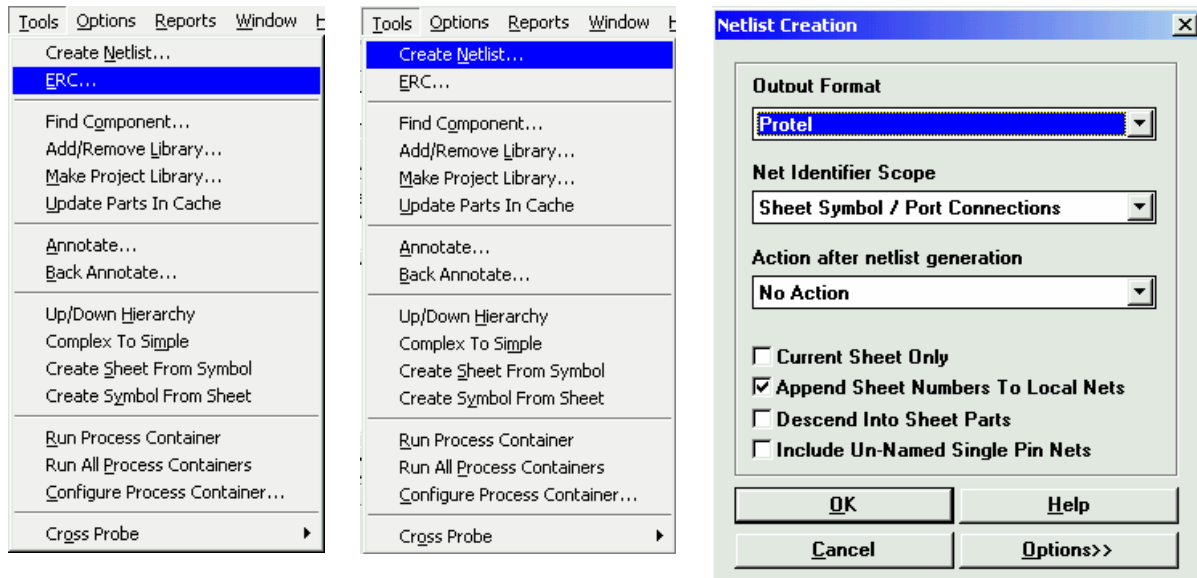 Tools Options Reports Window H
Create Netlist...
ERC...
Find Component...
Add/Remove Library...
Make Project Library...
Update Parts In Cache
Annotate...
Back Annotate...
Up/Down Hierarchy
Complex To Simple
Create Sheet From Symbol
Create Symbol From Sheet
Run Process Container
Run All Process Containers
Configure Process Container...
Cross Probe
Tools Options Reports Window H
Create Netlist...
ERC...
Find Component...
Add/Remove Library...
Make Project Library...
Update Parts In Cache
Annotate...
Back Annotate...
Up/Down Hierarchy
Complex To Simple
Create Sheet From Symbol
Create Symbol From Sheet
Run Process Container
Run All Process Containers
Configure Process Container...
Cross Probe
Netlist Creation
Output Format
Protel
Net Identifier Scope
Sheet Symbol / Port Connections
Action after netlist generation
No Action
Current Sheet Only
Append Sheet Numbers To Local Nets
Descend Into Sheet Parts
Include Un-Named Single Pin Nets
OK Help
Cancel Options>>